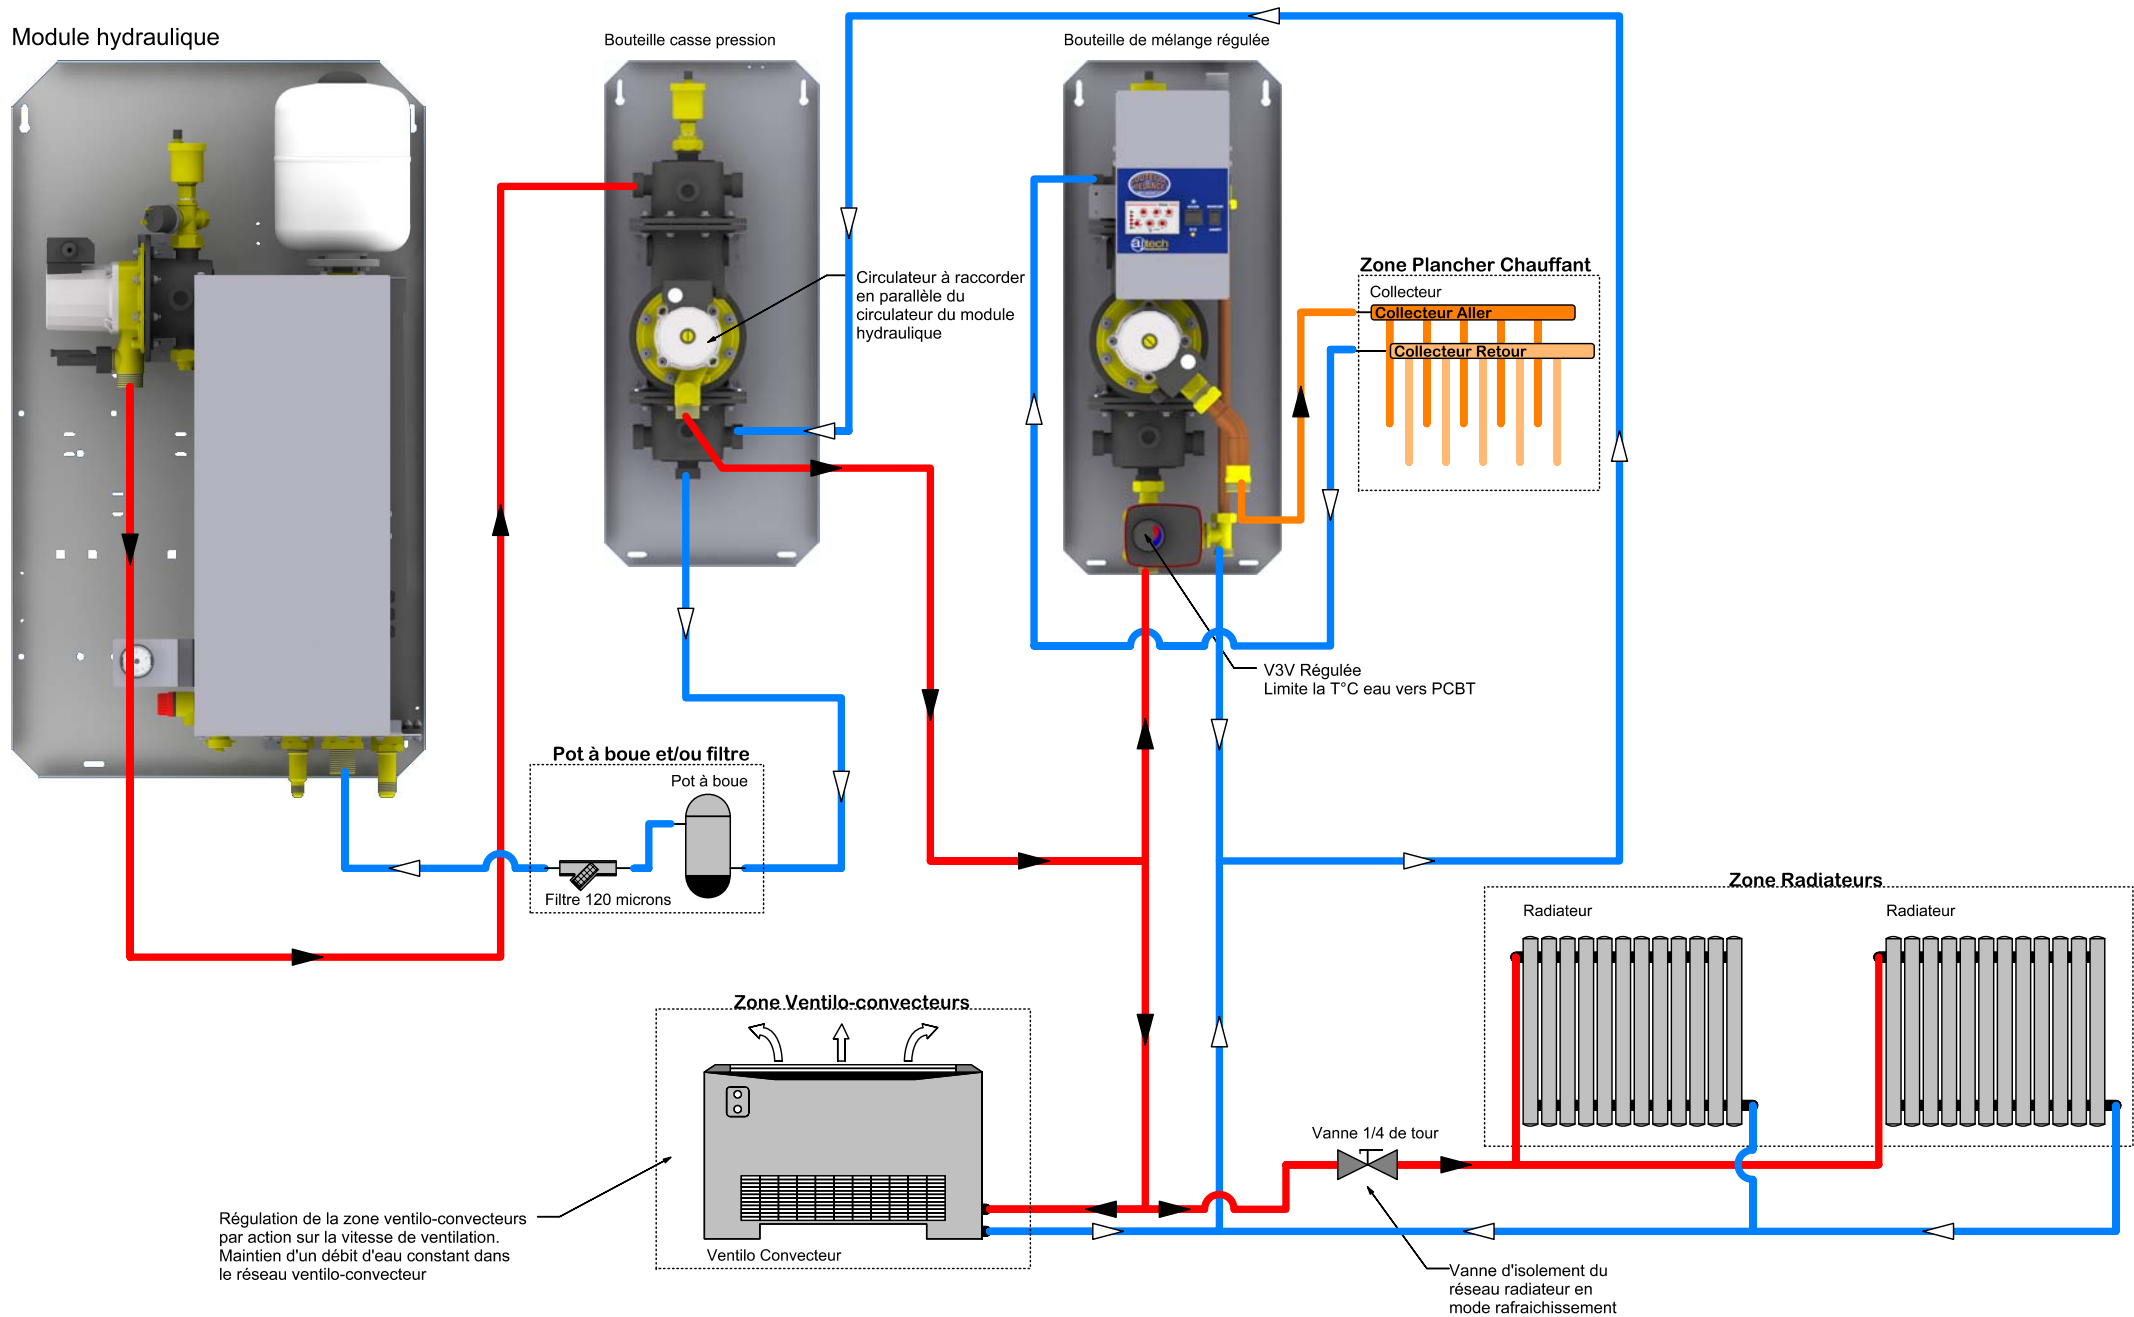 Module hydraulique
Bouteille casse pression
Bouteille de mélange régulée
ajtech
Circulateur à raccorder
en parallèle du
circulateur du module
hydraulique
Zone Plancher Chauffant
Collecteur
Collecteur Aller
Collecteur Retour
V3V Régulée
Limite la T°C eau vers PCBT
Pot à boue et/ou filtre
Pot à boue
Filtre 120 microns
Zone Radiateurs
Radiateur
Radiateur
Zone Ventilo-convecteurs
Ventilo Convecteur
Régulation de la zone ventilo-convecteurs
par action sur la vitesse de ventilation.
Maintien d'un débit d'eau constant dans
le réseau ventilo-convecteur
Vanne 1/4 de tour
Vanne d'isolement du
réseau radiateur en
mode rafraichissement